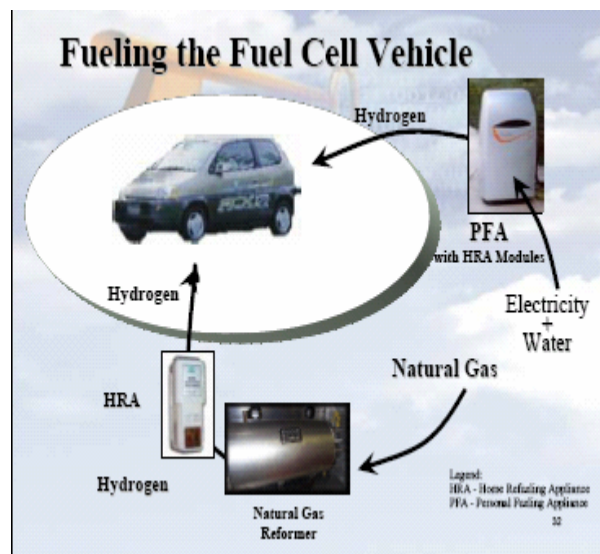 Fueling the Fuel Cell Vehicle
Hydrogen
PFA
with HRA Modules
Electricity
+
Water
Hydrogen
Natural Gas
HRA
Hydrogen
Natural Gas
Reformer
Legend:
HRA - Home Refueling Appliance
PFA - Personal Fueling Appliance